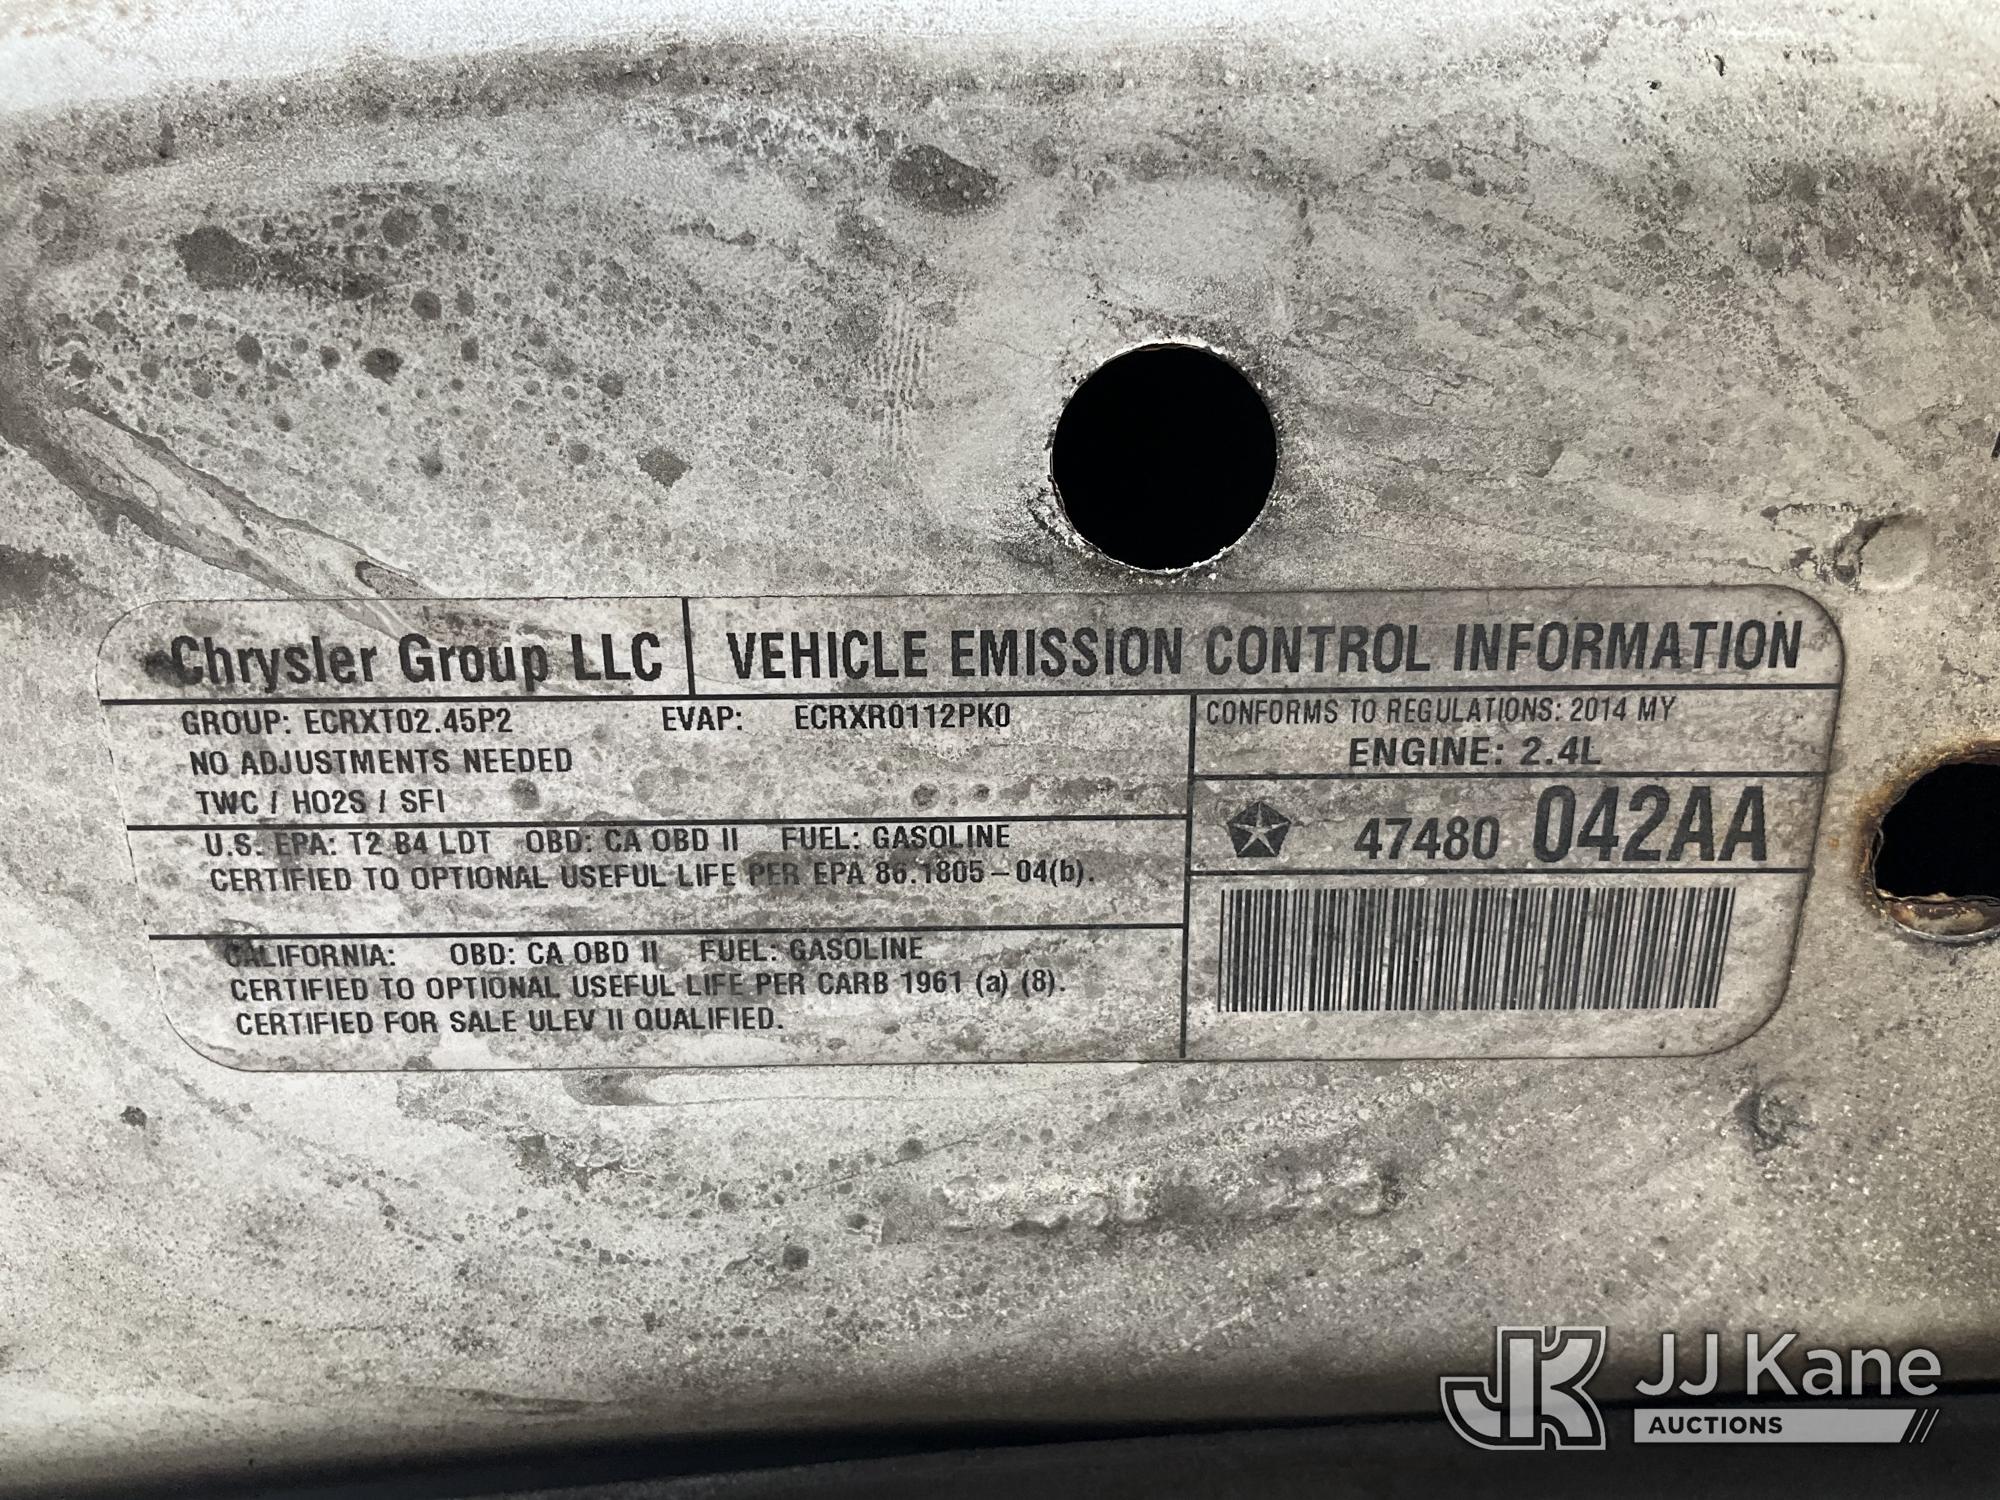 Chrysler Group LLC
VEHICLE EMISSION CONTROL INFORMATION
GROUP: ECRXT02.45P2 EVAP: ECRXR0112PK0
NO ADJUSTMENTS NEEDED
TWC / HO2S / SFI
U.S. EPA: T2 B4 LDT OBD: CA OBD II FUEL: GASOLINE
CERTIFIED TO OPTIONAL USEFUL LIFE PER EPA 86.1805-04(b).
CALIFORNIA: OBD: CA OBD II FUEL: GASOLINE
CERTIFIED TO OPTIONAL USEFUL LIFE PER CARB 1961 (a) (8).
CERTIFIED FOR SALE ULEV II QUALIFIED.
CONFORMS TO REGULATIONS: 2014 MY
ENGINE: 2.4L
47480 042AA
JK JJ Kane
AUCTIONS